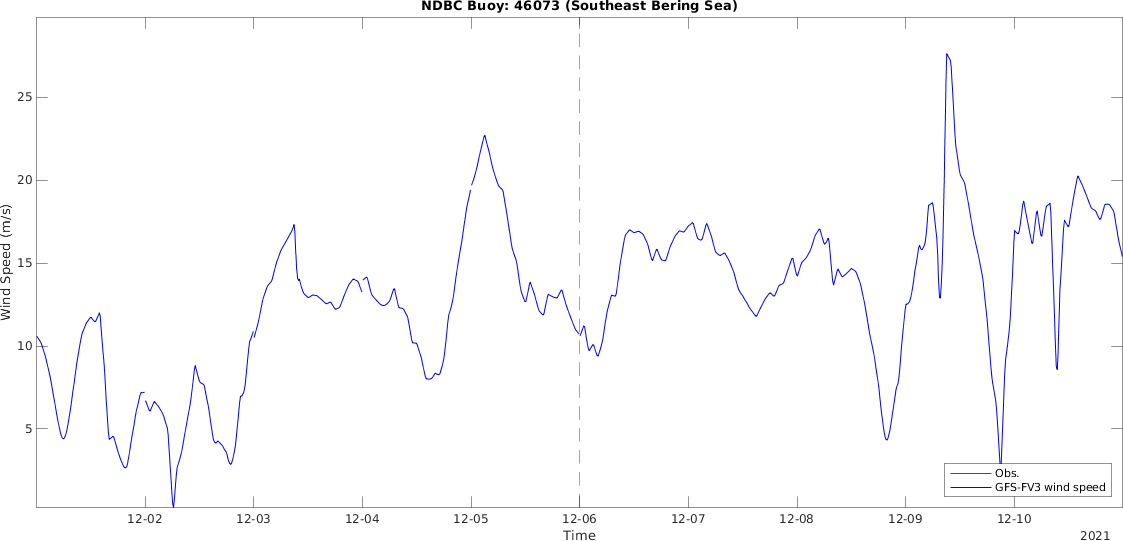 NDBC Buoy: 46073 (Southeast Bering Sea)
Wind Speed (m/s)
25
20
15
10
5
12-02 12-03 12-04 12-05 12-06 12-07 12-08 12-09 12-10
Time
2021
Obs.
GFS-FV3 wind speed